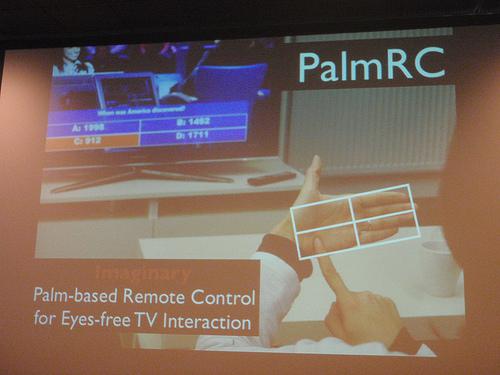 PalmRC
When was America discovered?
A: 1998
B: 1492
C: 912
D: 1711
Imaginary
Palm-based Remote Control
for Eyes-free TV Interaction